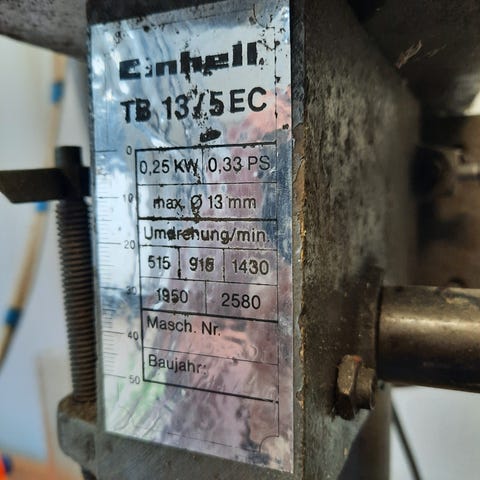 Einhell
TB 13/5 EC
0,25 KW 0,33 PS
max. Ø 13 mm
Umdrehung/min.
515 915 1430
1950 2580
Masch. Nr.
Baujahr:
0
10
20
30
40
50